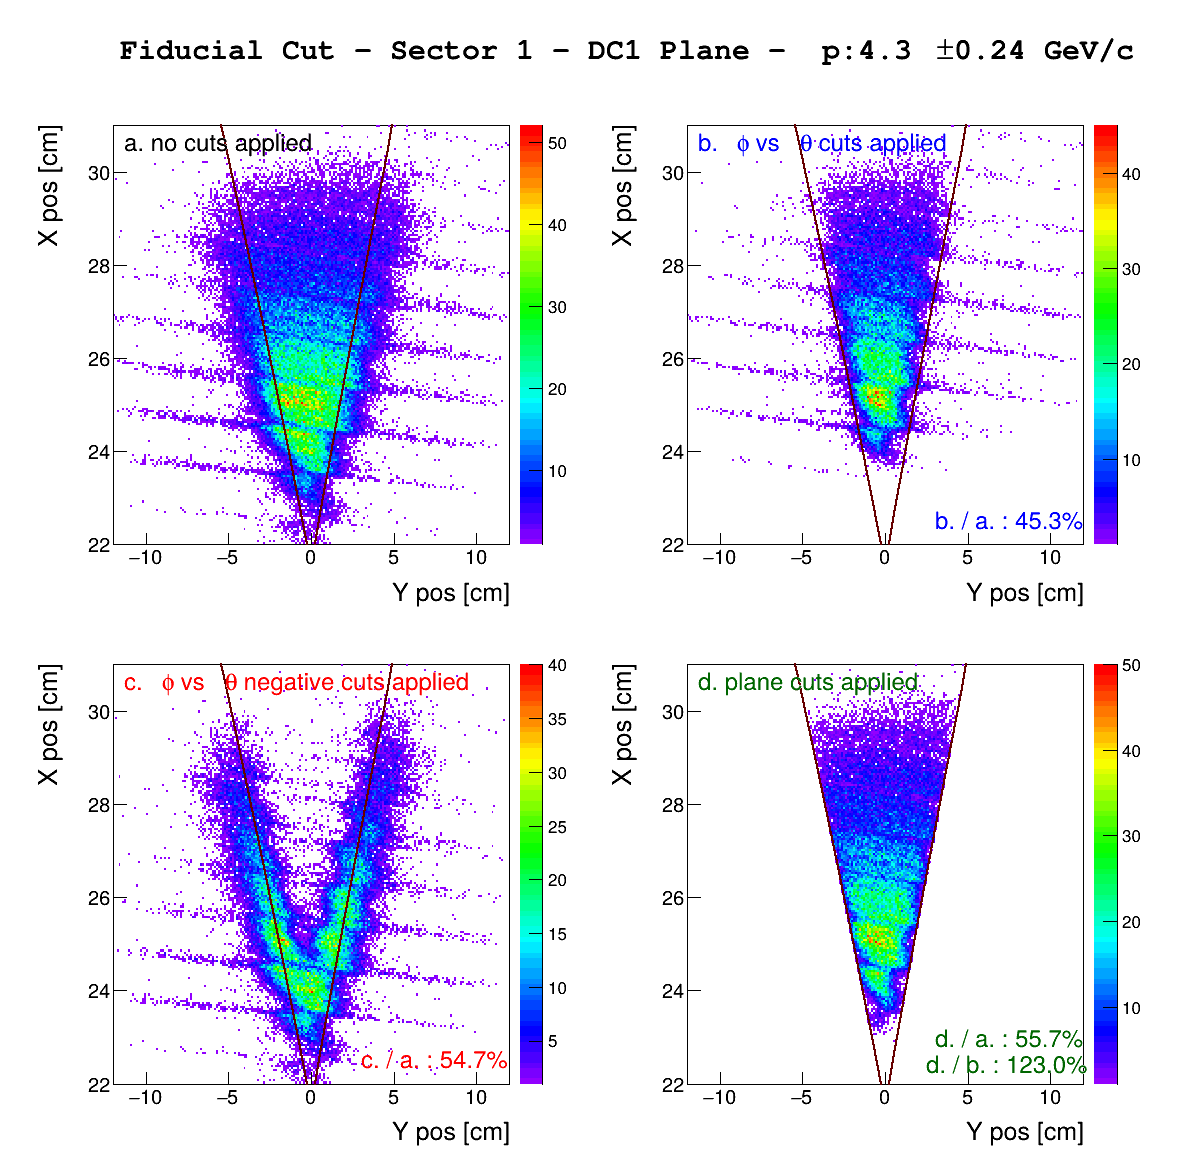 Fiducial Cut - Sector 1 - DC1 Plane - p:4.3 ±0.24 GeV/c
a. no cuts applied
X pos [cm]
30
28
26
24
22
−10 −5 0 5 10
Y pos [cm]
50
40
30
20
10
b. ϕ vs θ cuts applied
X pos [cm]
30
28
26
24
22
b. / a. : 45.3%
−10 −5 0 5 10
Y pos [cm]
40
30
20
10
c. ϕ vs θ negative cuts applied
X pos [cm]
30
28
26
24
22
c. / a. : 54.7%
−10 −5 0 5 10
Y pos [cm]
40
35
30
25
20
15
10
5
d. plane cuts applied
X pos [cm]
30
28
26
24
22
d. / a. : 55.7%
d. / b. : 123.0%
−10 −5 0 5 10
Y pos [cm]
50
40
30
20
10